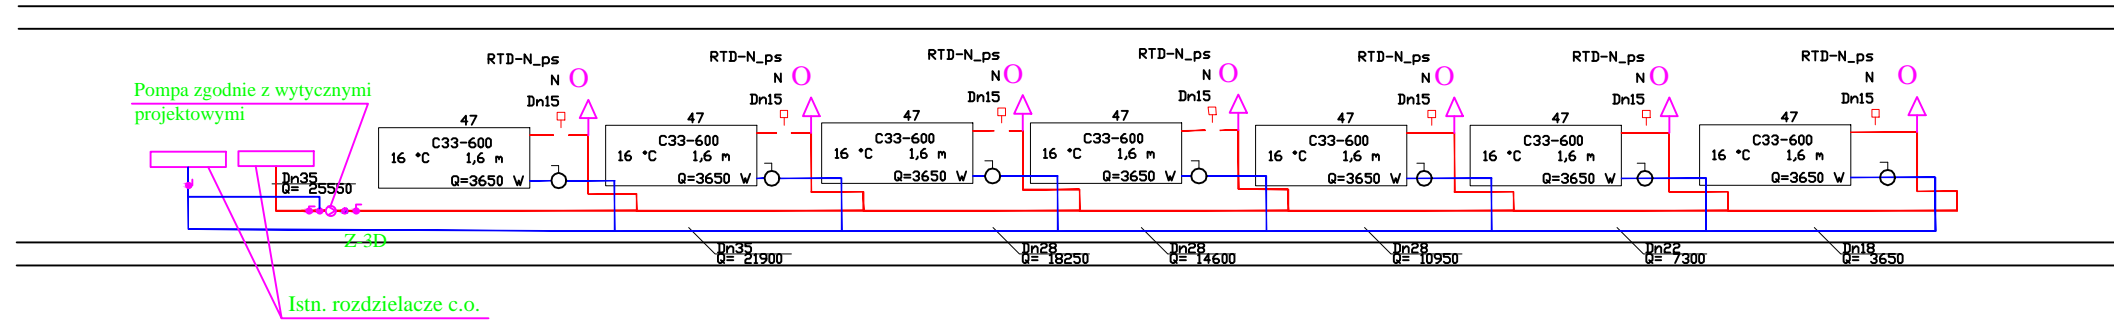 Pompa zgodnie z wytycznymi
projektowymi
Dn35
Q= 25550
Z-3D
Istn. rozdzielacze c.o.
RTD-N_ps
N O
Dn15
47
C33-600
16 °C 1,6 m
Q=3650 W
RTD-N_ps
N O
Dn15
47
C33-600
16 °C 1,6 m
Q=3650 W
RTD-N_ps
N O
Dn15
47
C33-600
16 °C 1,6 m
Q=3650 W
RTD-N_ps
N O
Dn15
47
C33-600
16 °C 1,6 m
Q=3650 W
RTD-N_ps
N O
Dn15
47
C33-600
16 °C 1,6 m
Q=3650 W
RTD-N_ps
N O
Dn15
47
C33-600
16 °C 1,6 m
Q=3650 W
RTD-N_ps
N O
Dn15
47
C33-600
16 °C 1,6 m
Q=3650 W
Dn35
Q= 21900
Dn28
Q= 18250
Dn28
Q= 14600
Dn28
Q= 10950
Dn22
Q= 7300
Dn18
Q= 3650